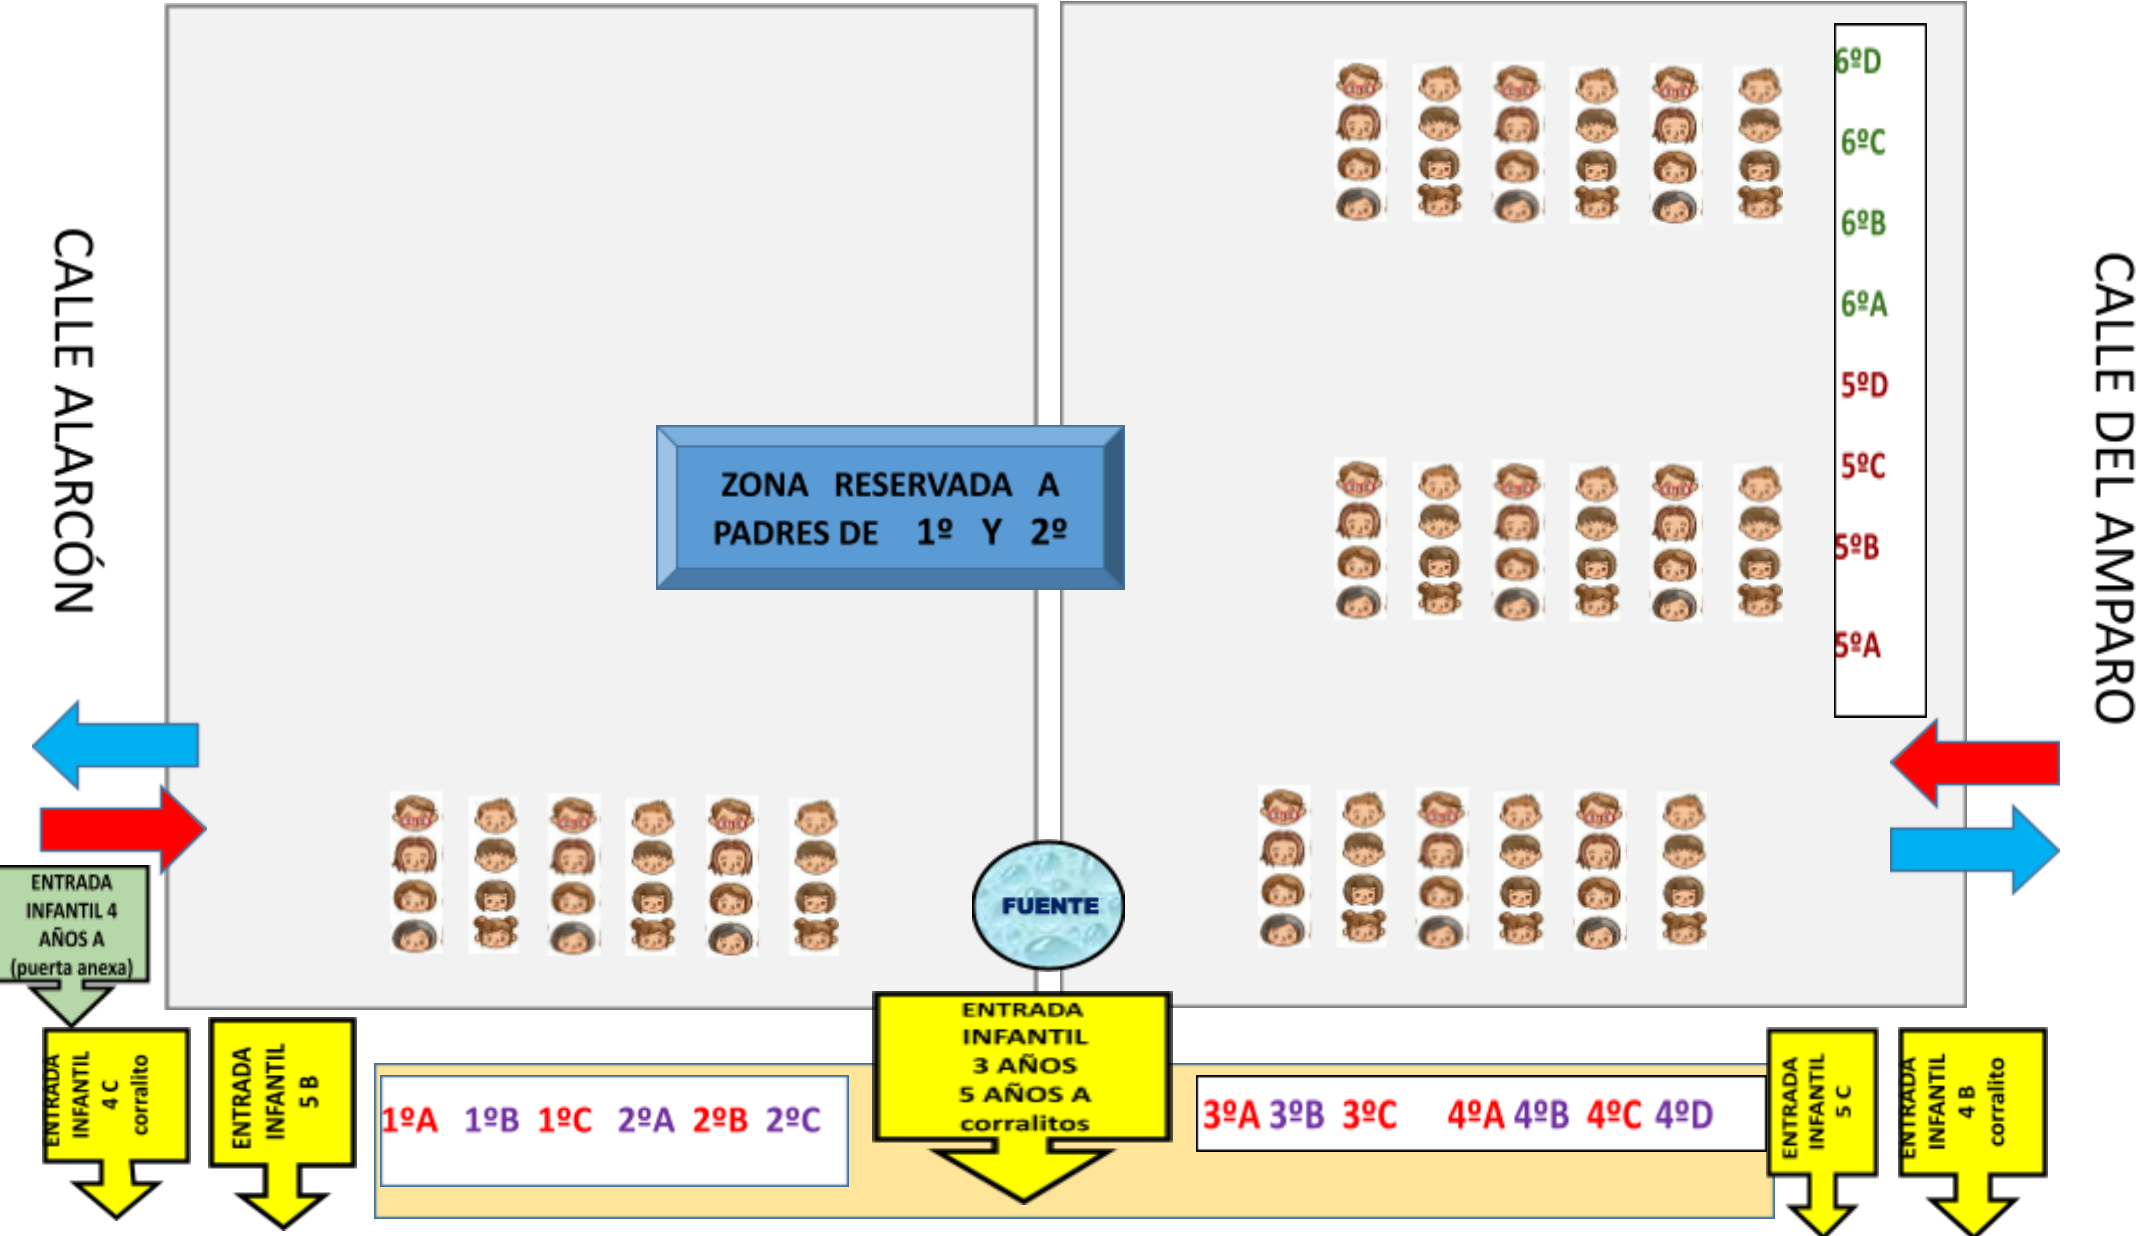 CALLE ALARCÓN
6ºD
6ºC
6ºB
6ºA
5ºD
5ºC
5ºB
5ºA
CALLE DEL AMPARO
ZONA RESERVADA A
PADRES DE 1º Y 2º
FUENTE
ENTRADA
INFANTIL 4
AÑOS A
(puerta anexa)
ENTRADA
INFANTIL
4 C
corralito
ENTRADA
INFANTIL
5 B
1ºA 1ºB 1ºC 2ºA 2ºB 2ºC
ENTRADA
INFANTIL
3 AÑOS
5 AÑOS A
corralitos
3ºA 3ºB 3ºC 4ºA 4ºB 4ºC 4ºD
ENTRADA
INFANTIL
5 C
ENTRADA
INFANTIL
4 B
corralito